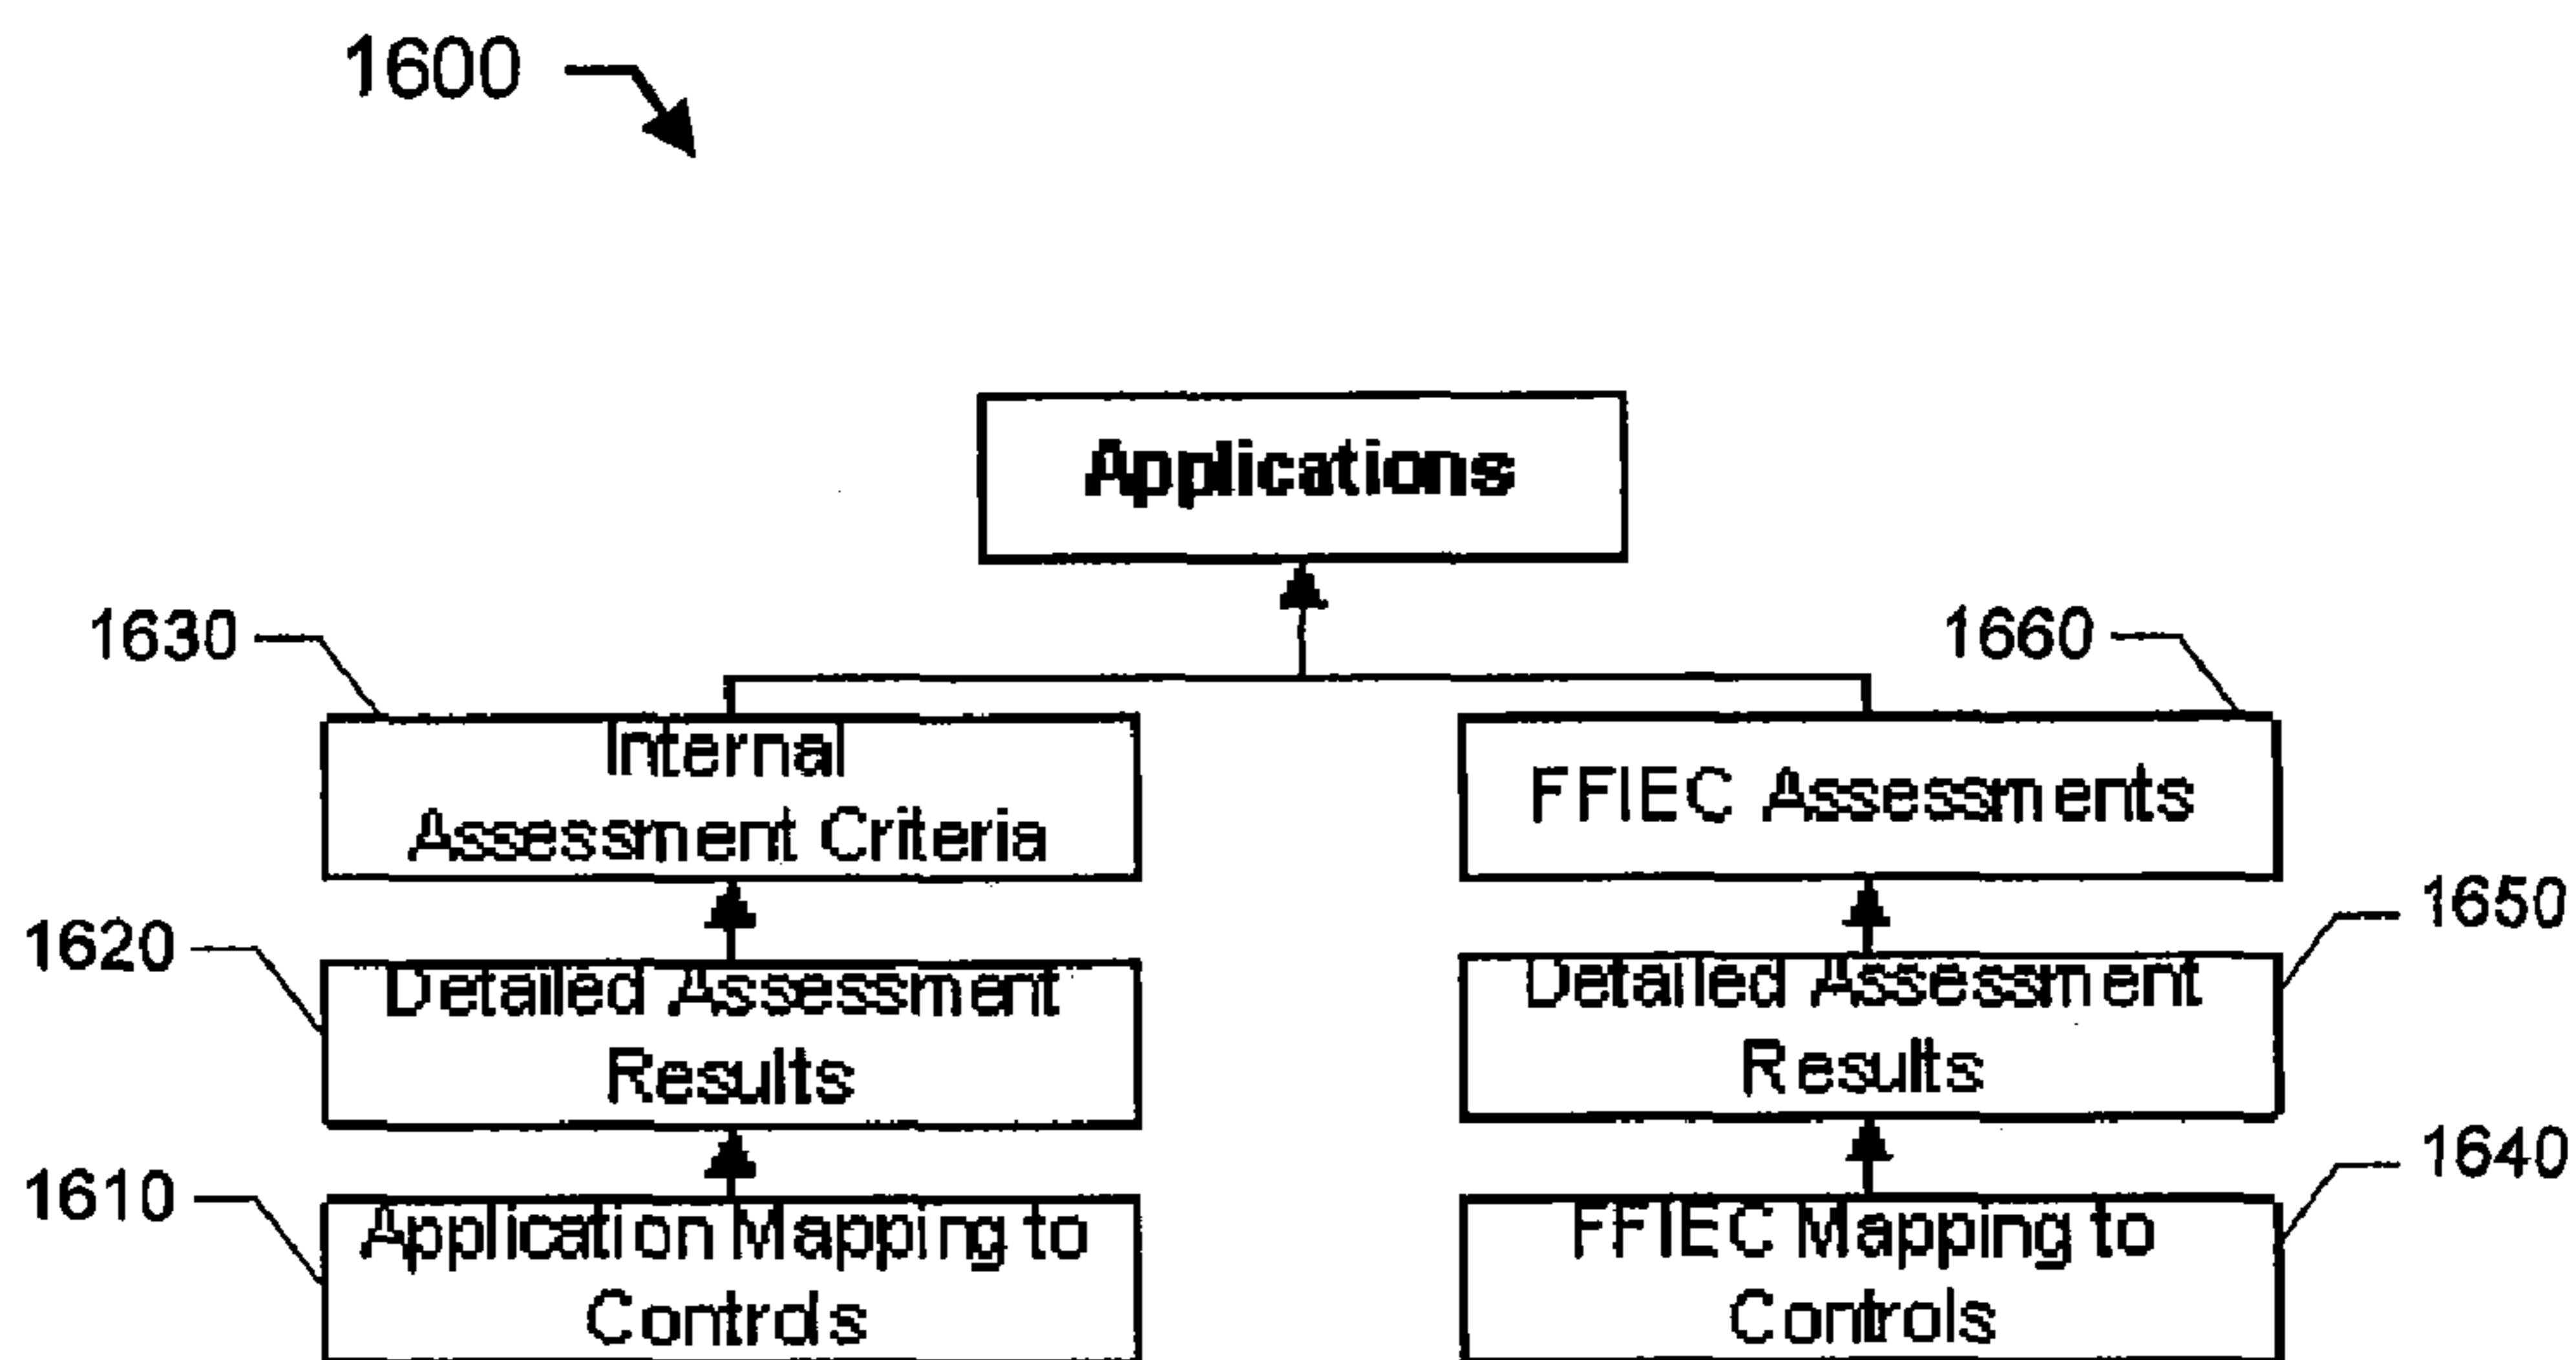 1600
Applications
1630
1660
Internal
Assessment Criteria
FFIEC Assessments
1620
1650
Detailed Assessment
Results
Detailed Assessment
Results
1610
1640
Application Mapping to
Controls
FFIEC Mapping to
Controls